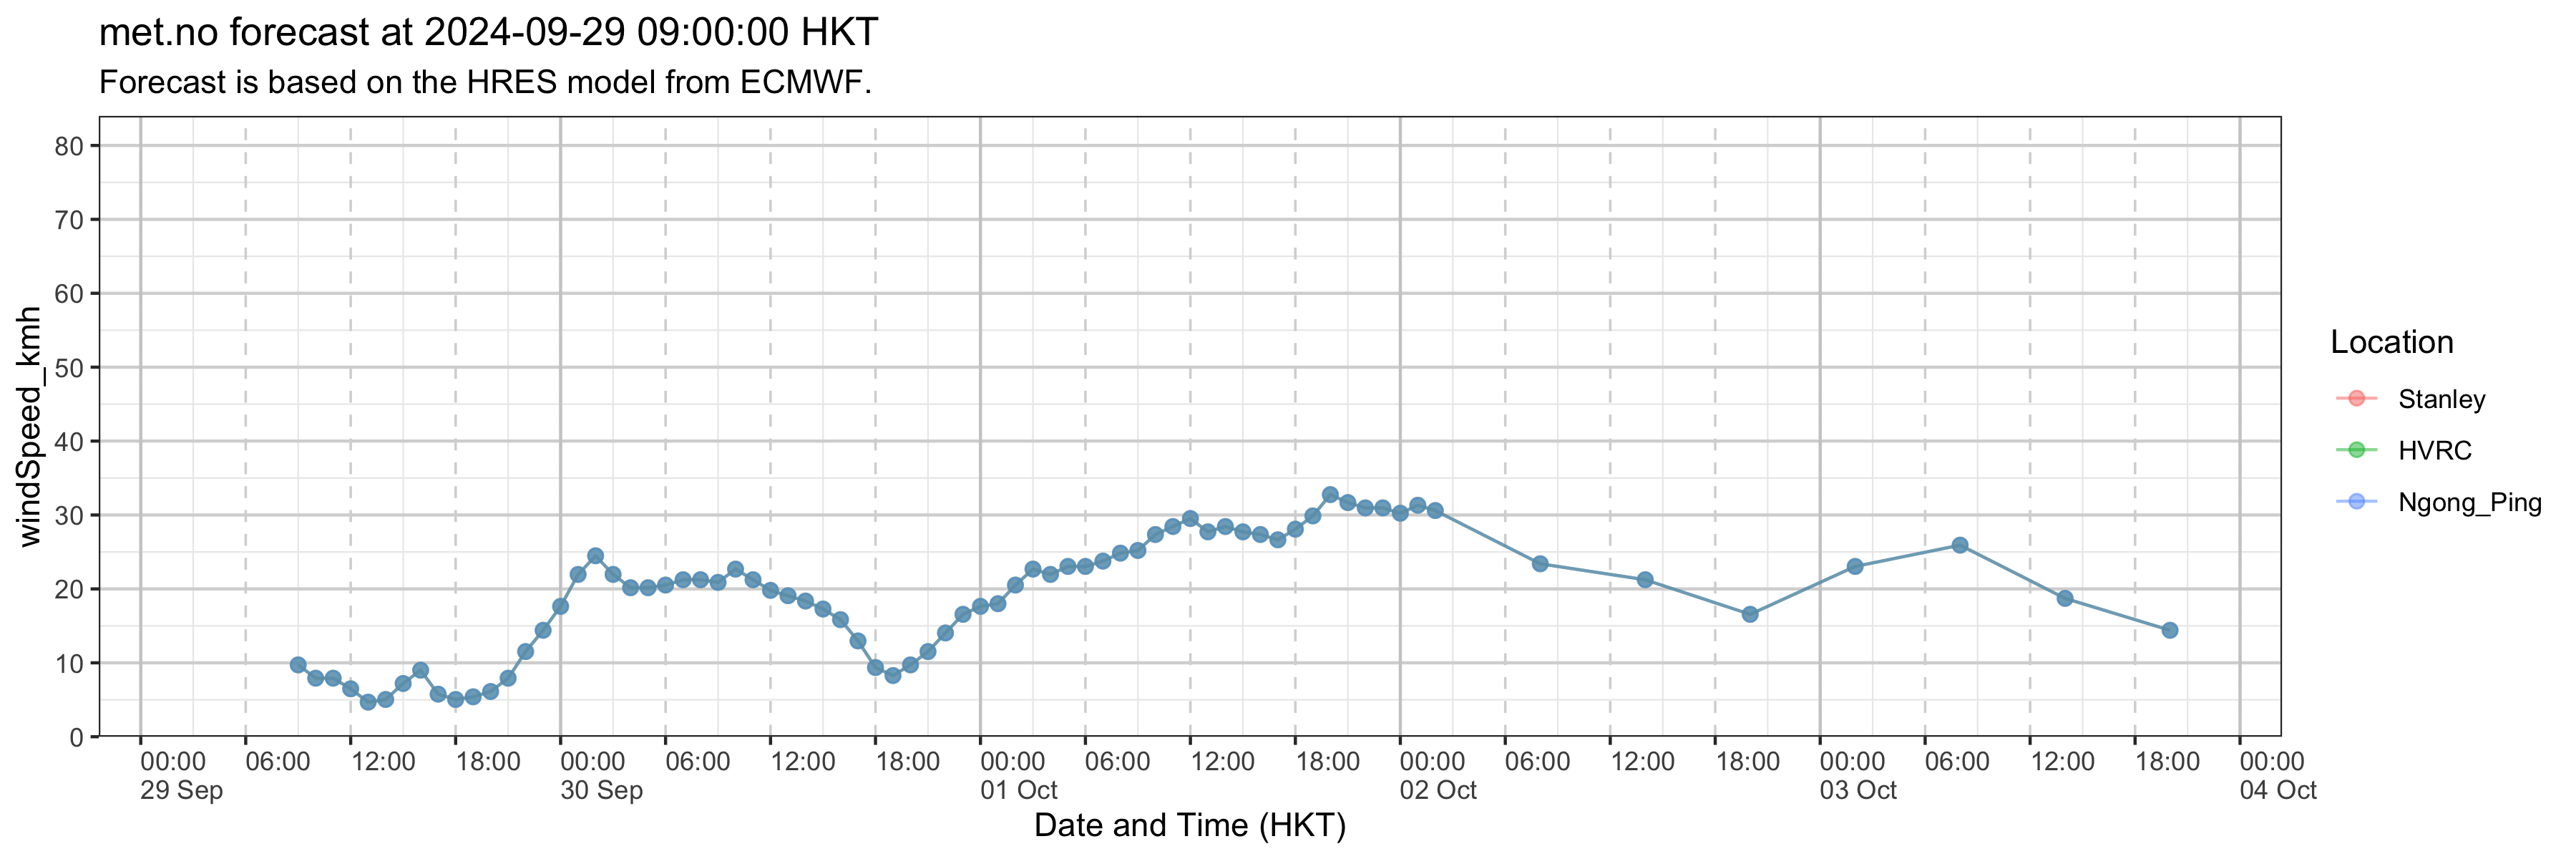 met.no forecast at 2024-09-29 09:00:00 HKT
Forecast is based on the HRES model from ECMWF.
80
70
60
50
40
30
20
10
0
windSpeed_kmh
00:00 06:00 12:00 18:00 00:00 06:00 12:00 18:00 00:00 06:00 12:00 18:00 00:00 06:00 12:00 18:00 00:00 06:00 12:00 18:00 00:00
29 Sep 30 Sep 01 Oct 02 Oct 03 Oct 04 Oct
Date and Time (HKT)
Location
Stanley
HVRC
Ngong_Ping